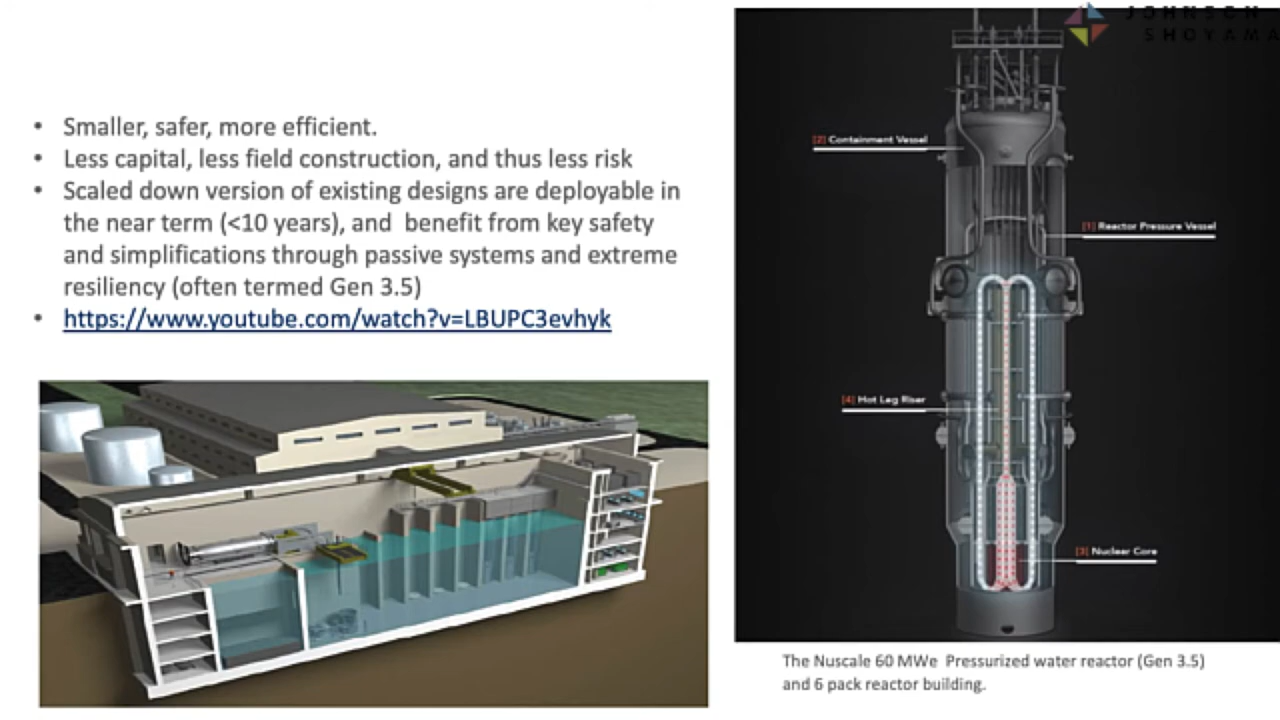 JOHNSON
SHOYAMA
• Smaller, safer, more efficient.
• Less capital, less field construction, and thus less risk
• Scaled down version of existing designs are deployable in
the near term (<10 years), and benefit from key safety
and simplifications through passive systems and extreme
resiliency (often termed Gen 3.5)
• https://www.youtube.com/watch?v=LBUPC3evhyk
[2] Containment Vessel
[1] Reactor Pressure Vessel
[4] Hot Leg Riser
[3] Nuclear Core
The Nuscale 60 MWe Pressurized water reactor (Gen 3.5)
and 6 pack reactor building.